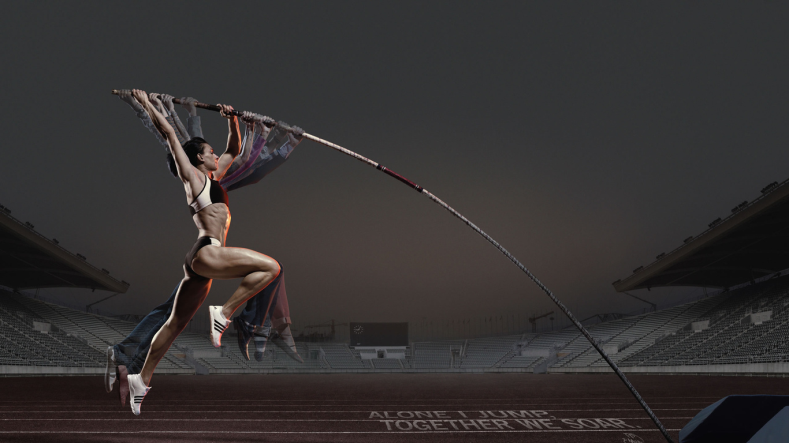 ALONE I JUMP.
TOGETHER WE SOAR.